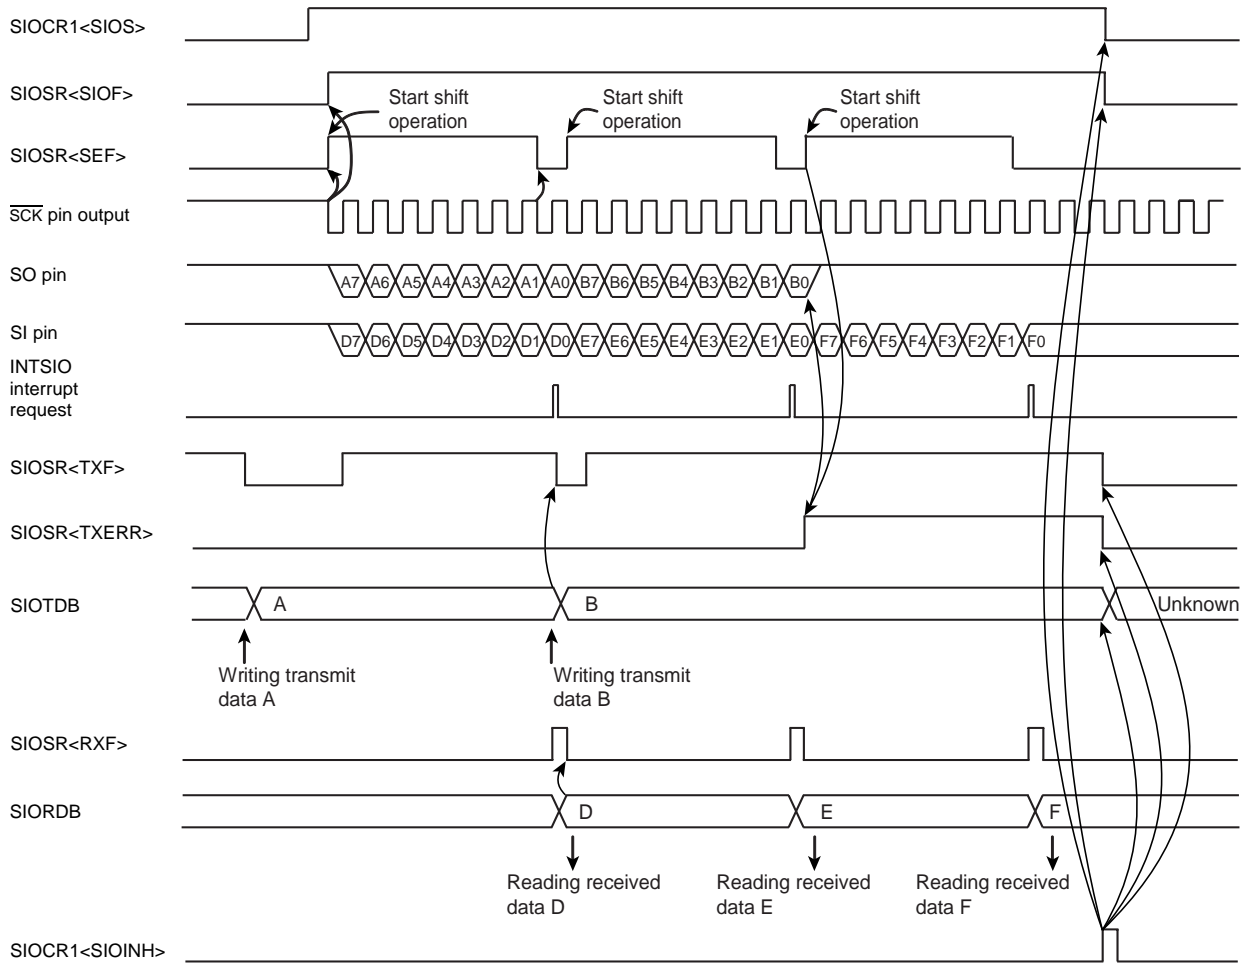 SIOCR1<SIOS>
SIOSR<SIOF>
Start shift
operation
Start shift
operation
Start shift
operation
SIOSR<SEF>
SCK pin output
SO pin
A7 A6 A5 A4 A3 A2 A1 A0 B7 B6 B5 B4 B3 B2 B1 B0
SI pin
D7 D6 D5 D4 D3 D2 D1 D0 E7 E6 E5 E4 E3 E2 E1 E0 F7 F6 F5 F4 F3 F2 F1 F0
INTSIO
interrupt
request
SIOSR<TXF>
SIOSR<TXERR>
SIOTDB
A
B
Unknown
Writing transmit
data A
Writing transmit
data B
SIOSR<RXF>
SIORDB
D
E
F
Reading received
data D
Reading received
data E
Reading received
data F
SIOCR1<SIOINH>